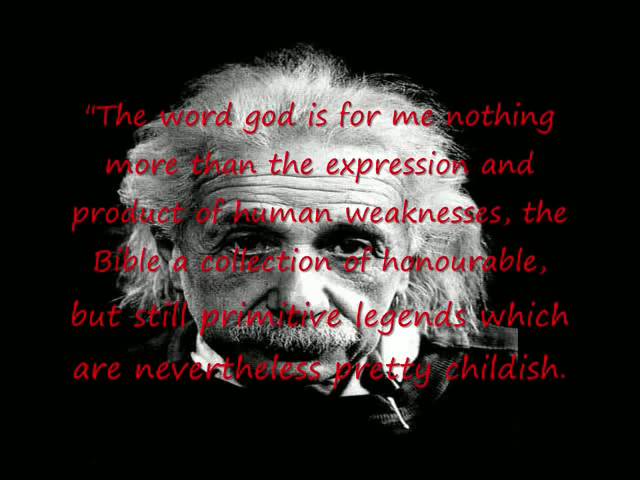 "The word god is for me nothing
more than the expression and
product of human weaknesses, the
Bible a collection of honourable,
but still primitive legends which
are nevertheless pretty childish.